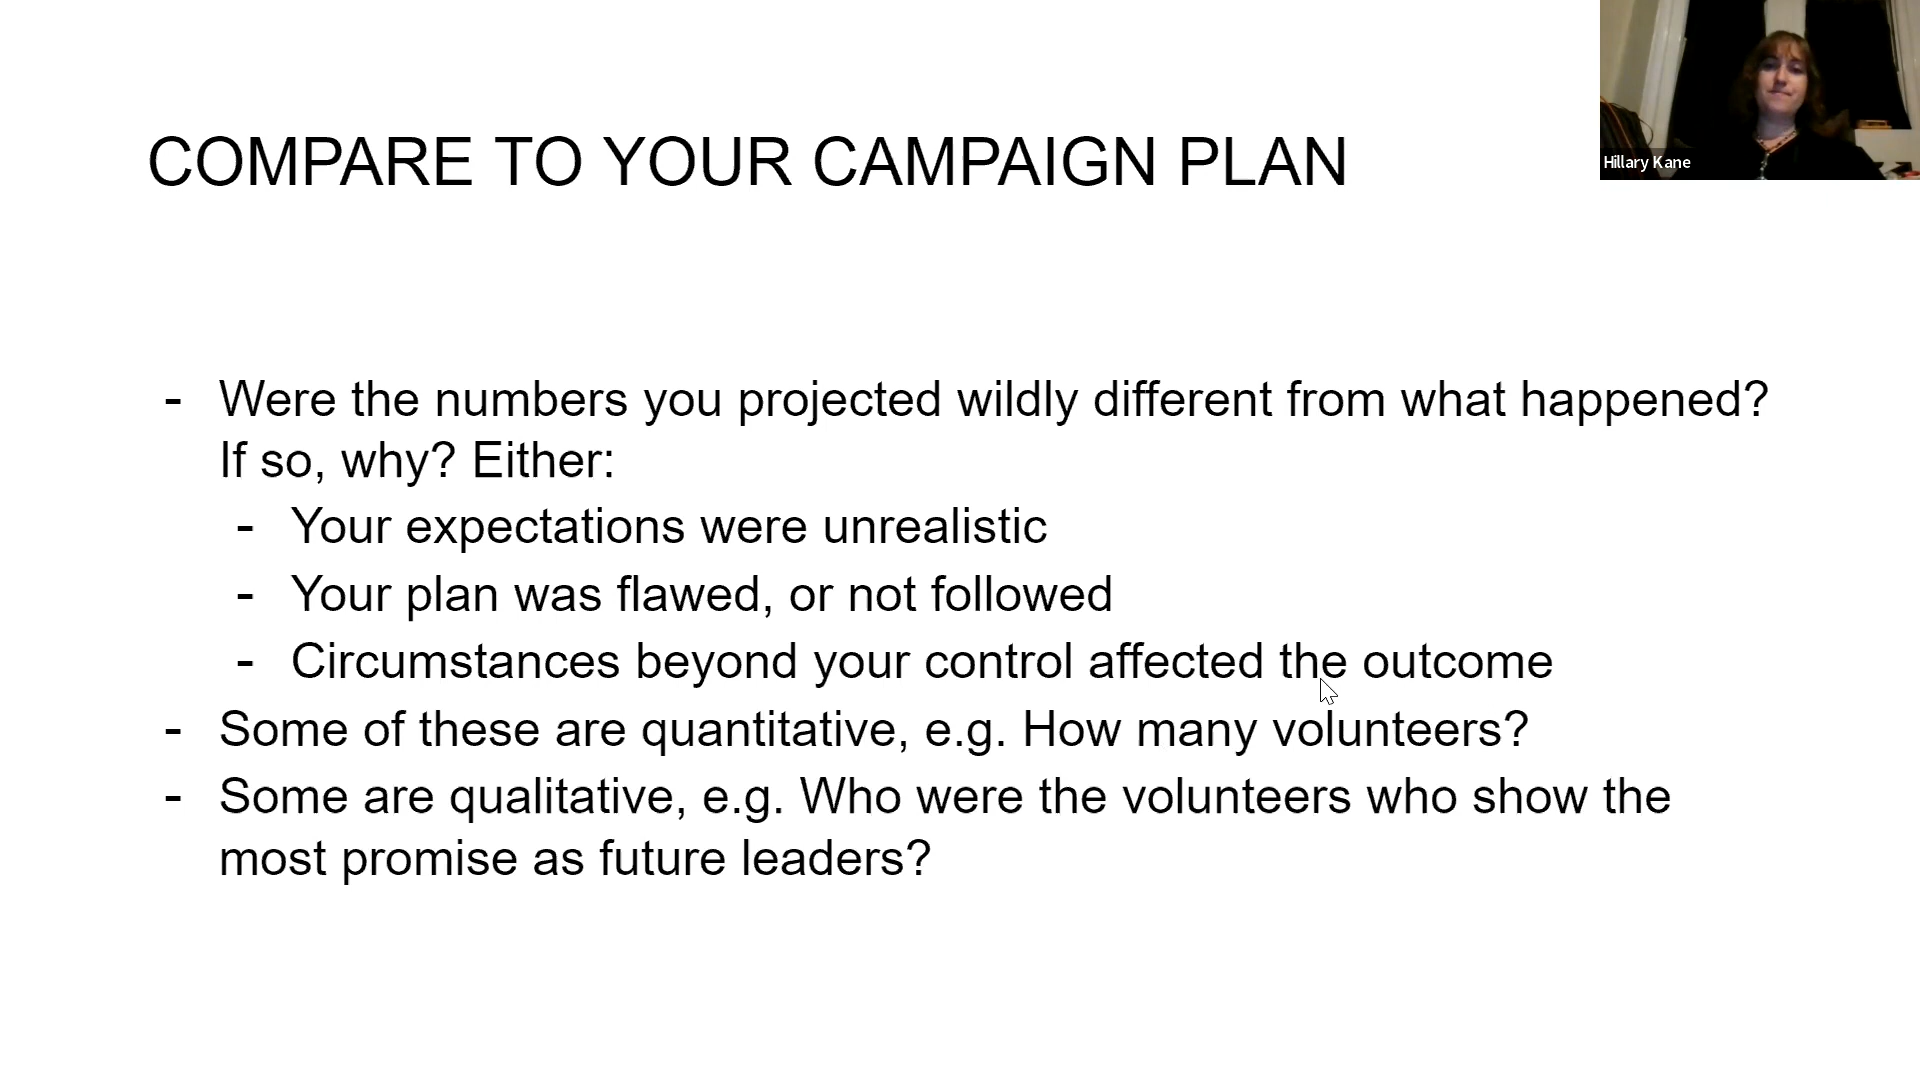 COMPARE TO YOUR CAMPAIGN PLAN
Hillary Kane
- Were the numbers you projected wildly different from what happened?
If so, why? Either:
- Your expectations were unrealistic
- Your plan was flawed, or not followed
- Circumstances beyond your control affected the outcome
- Some of these are quantitative, e.g. How many volunteers?
- Some are qualitative, e.g. Who were the volunteers who show the
most promise as future leaders?